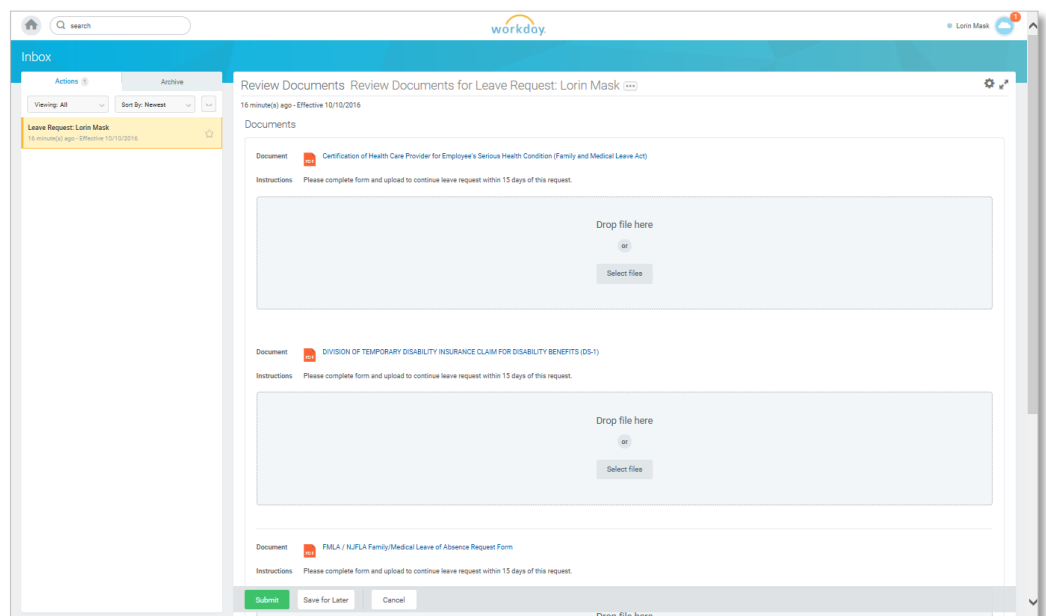 search
workday.
Lorin Mask
1
Inbox
Actions 1
Archive
Viewing: All
Sort By: Newest
Leave Request: Lorin Mask
16 minute(s) ago - Effective 10/10/2016
Review Documents Review Documents for Leave Request: Lorin Mask
16 minute(s) ago - Effective 10/10/2016
Documents
Document PDF Certification of Health Care Provider for Employee's Serious Health Condition (Family and Medical Leave Act)
Instructions Please complete form and upload to continue leave request within 15 days of this request.
Drop file here
or
Select files
Document PDF DIVISION OF TEMPORARY DISABILITY INSURANCE CLAIM FOR DISABILITY BENEFITS (DS-1)
Instructions Please complete form and upload to continue leave request within 15 days of this request.
Drop file here
or
Select files
Document PDF FMLA / NJFLA Family/Medical Leave of Absence Request Form
Instructions Please complete form and upload to continue leave request within 15 days of this request.
Submit
Save for Later
Cancel
Drop file here